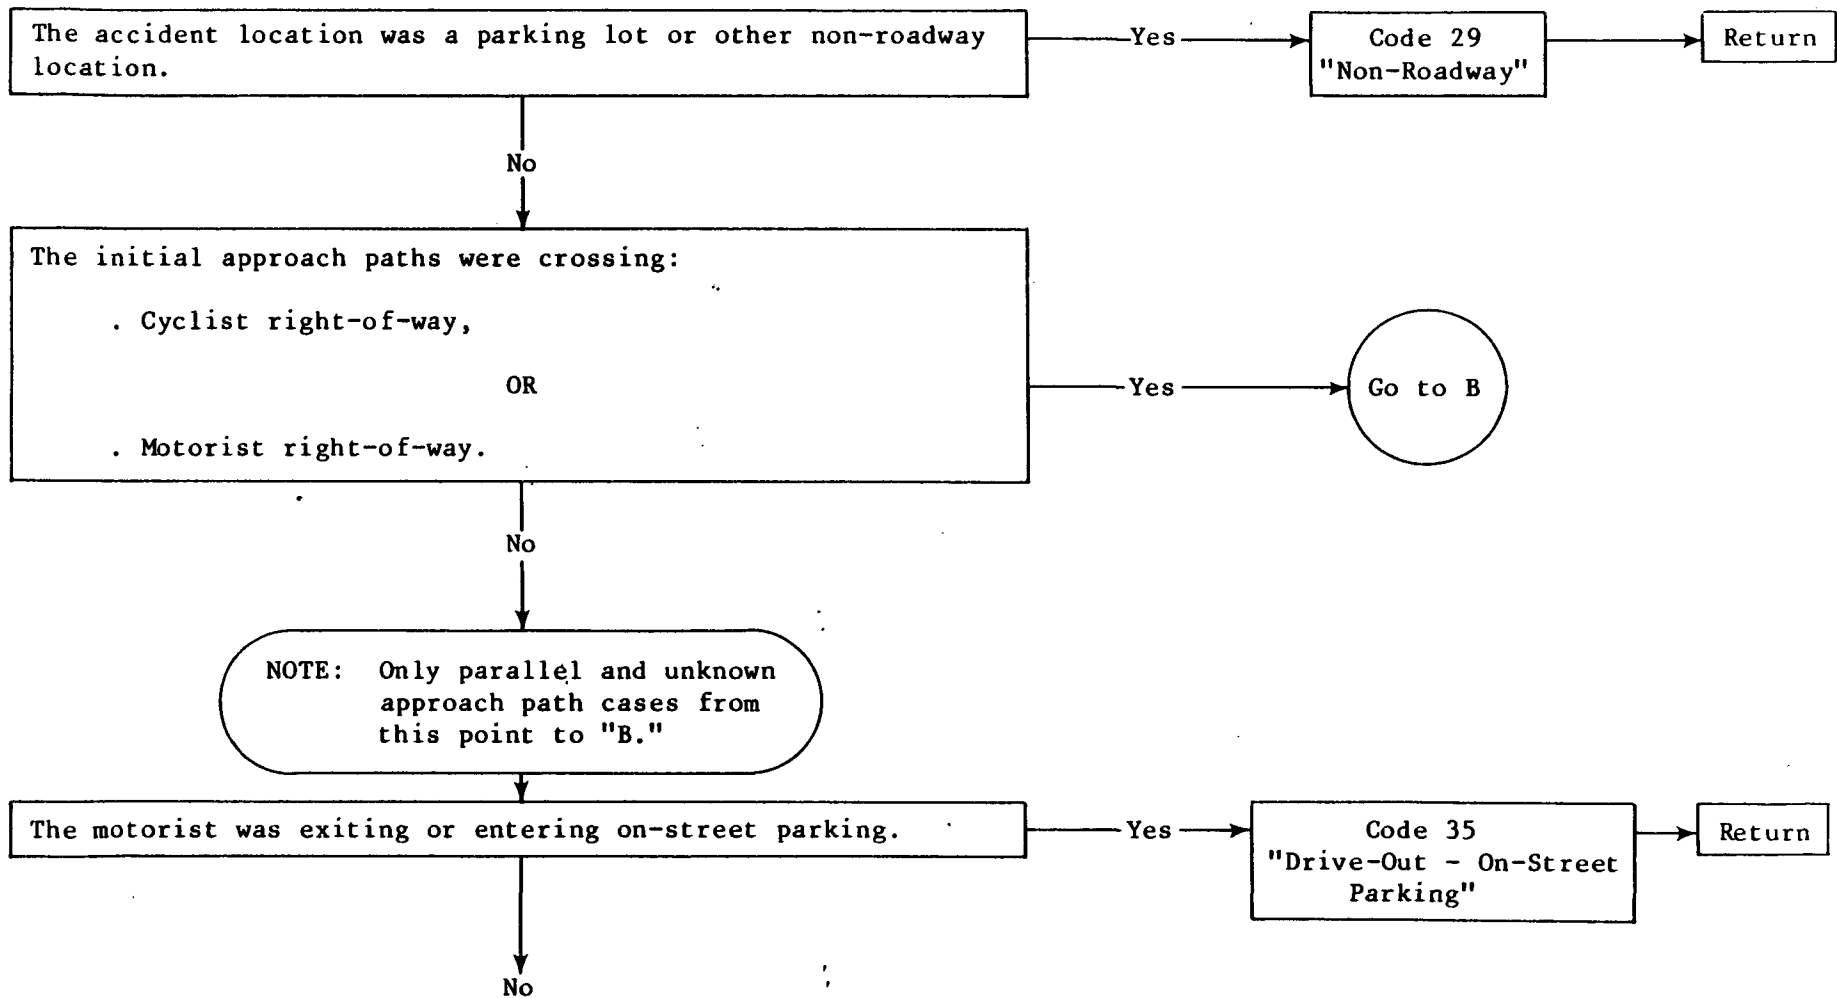 The accident location was a parking lot or other non-roadway
location.
Yes
Code 29
"Non-Roadway"
Return
No
The initial approach paths were crossing:
. Cyclist right-of-way,
OR
. Motorist right-of-way.
Yes
Go to B
No
NOTE: Only parallel and unknown
approach path cases from
this point to "B."
The motorist was exiting or entering on-street parking.
Yes
Code 35
"Drive-Out - On-Street
Parking"
Return
No